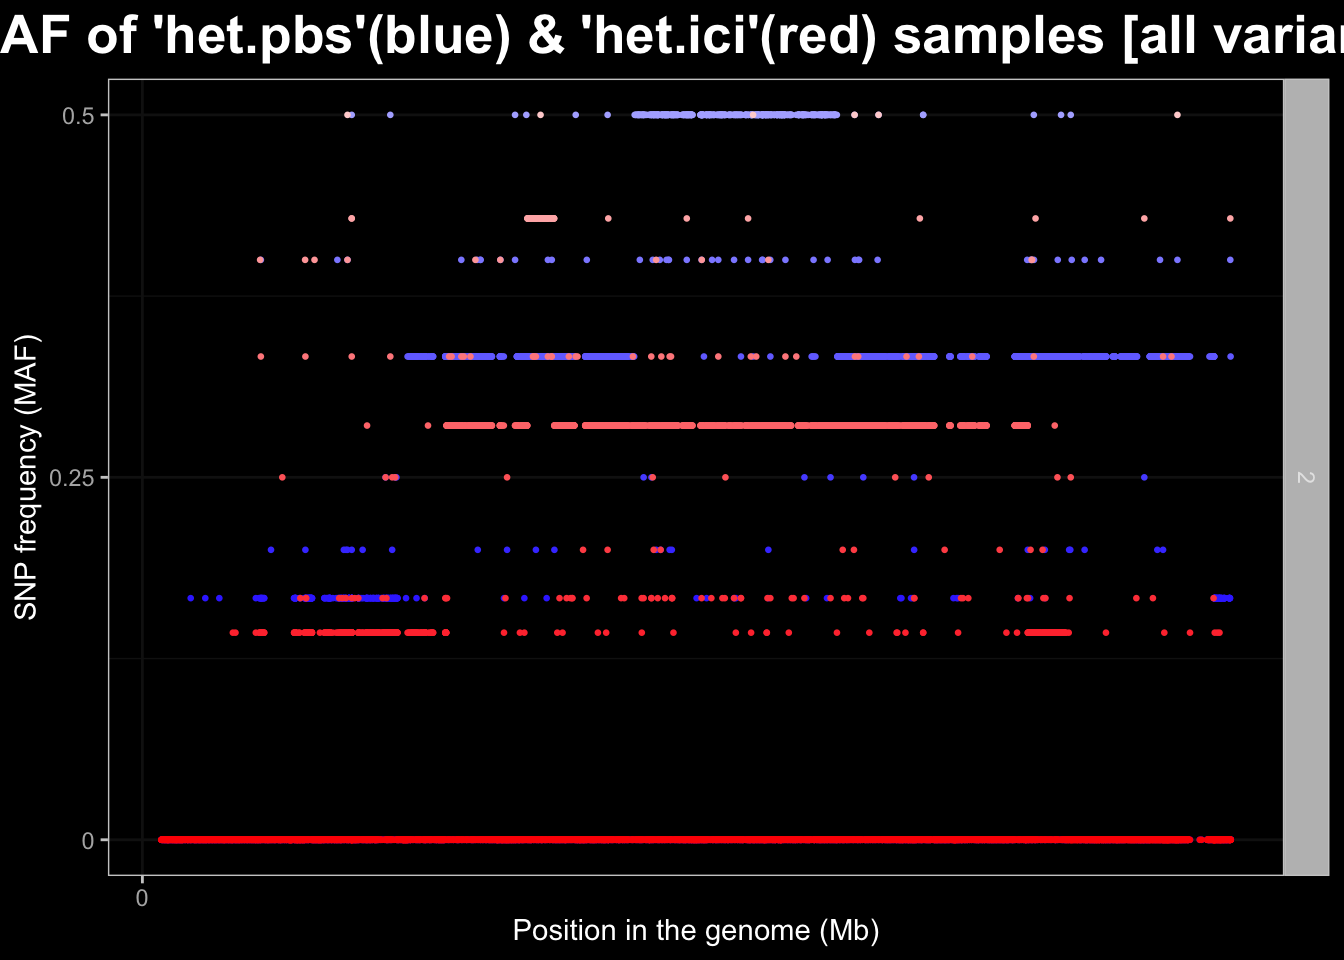 AF of 'het.pbs'(blue) & 'het.ici'(red) samples [all varia
0.5
0.25
0
0
2
SNP frequency (MAF)
Position in the genome (Mb)